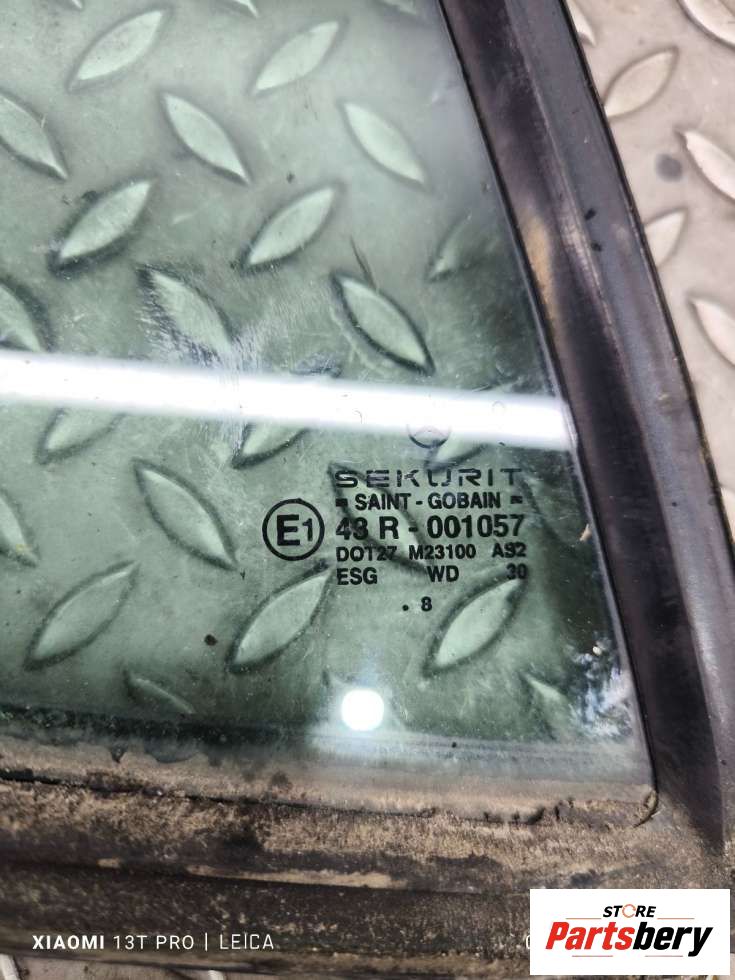 SEKURIT
= SAINT - GOBAIN =
E1
43 R - 001057
DOT27 M23100 AS2
ESG WD 30
. 8
XIAOMI 13T PRO | LEICA
STORE
Partsbery